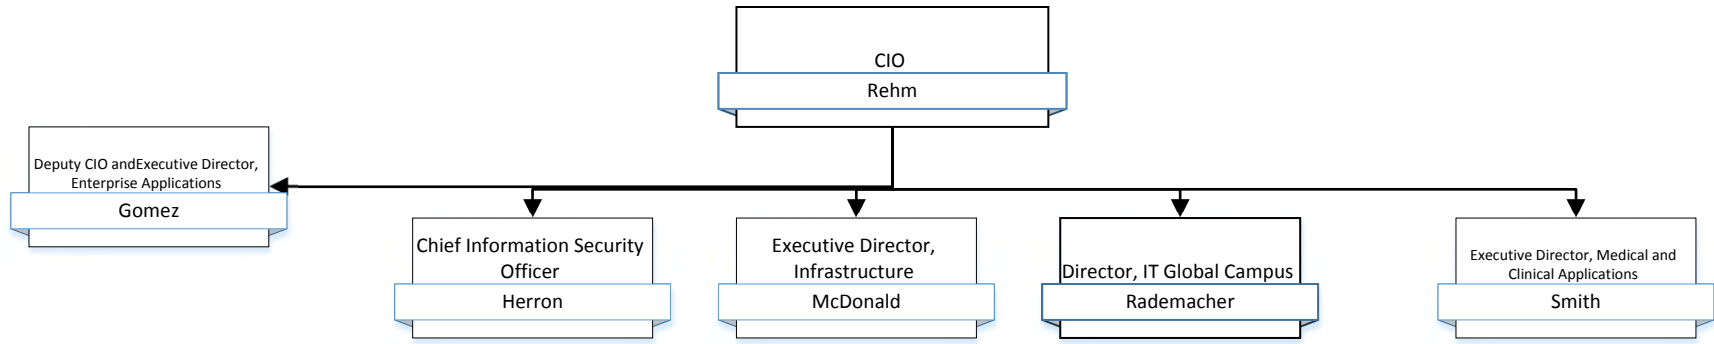 CIO
Rehm
Deputy CIO andExecutive Director,
Enterprise Applications
Gomez
Chief Information Security
Officer
Herron
Executive Director,
Infrastructure
McDonald
Director, IT Global Campus
Rademacher
Executive Director, Medical and
Clinical Applications
Smith